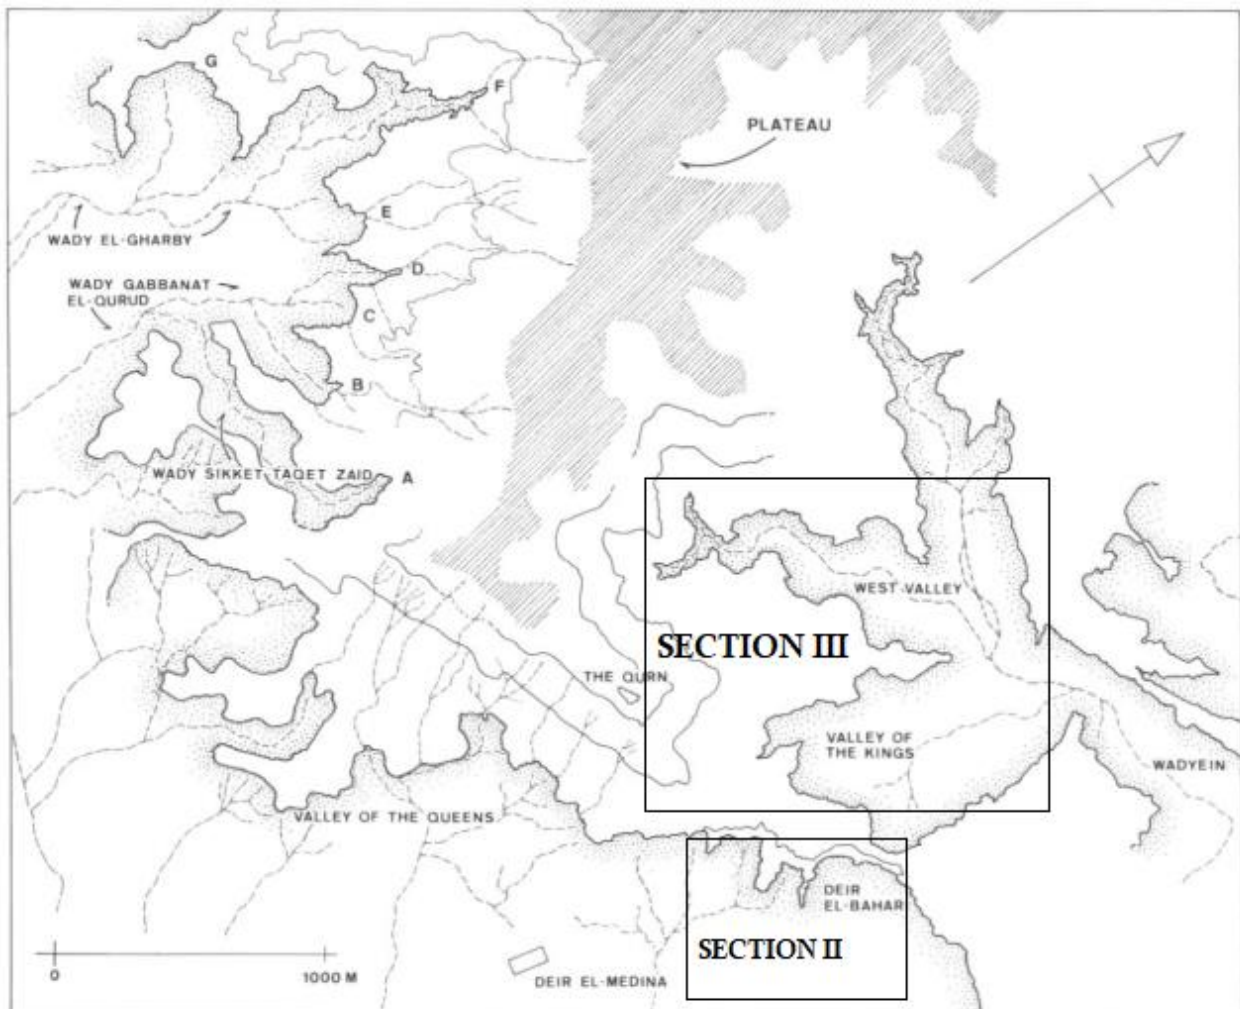 G
F
PLATEAU
E
WADY EL-GHARBY
D
WADY GABBANAT
EL-QURUD
C
B
WADY SIKKET-TAQET ZAID
A
WEST VALLEY
SECTION III
THE QURN
VALLEY OF
THE KINGS
WADYEIN
VALLEY OF THE QUEENS
DEIR
EL-BAHAR
SECTION II
0
1000 M
DEIR EL-MEDINA